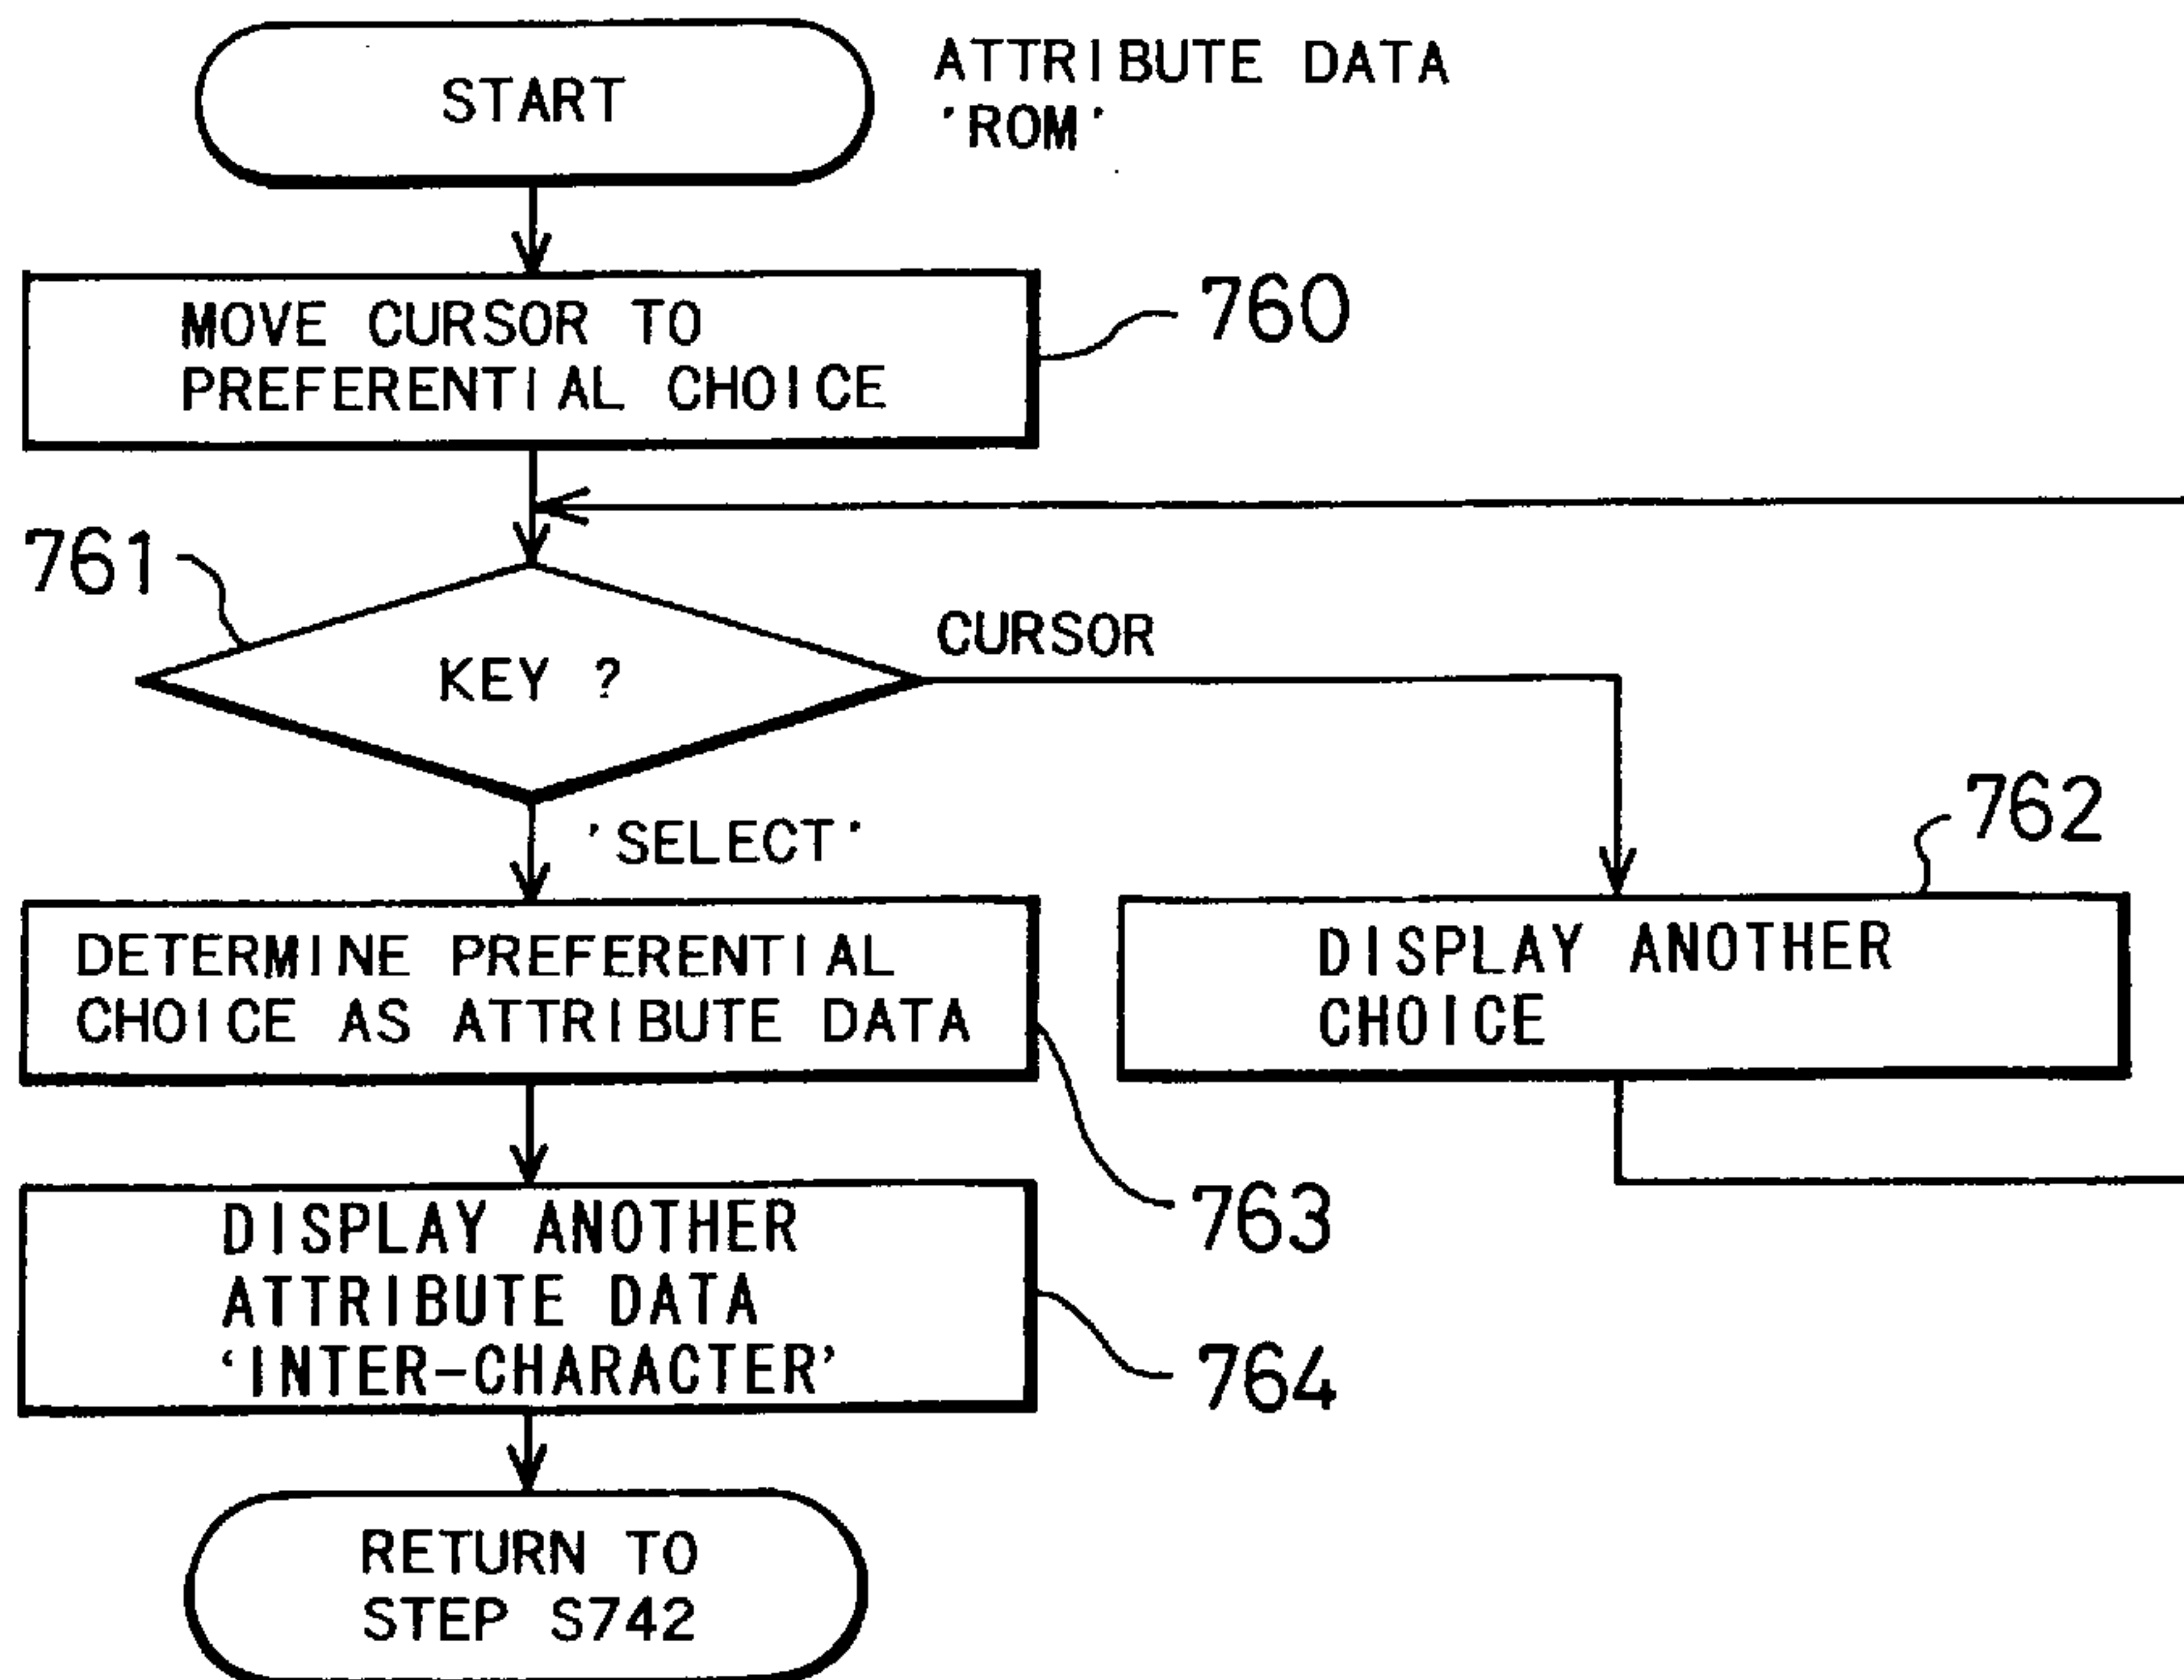 START
ATTRIBUTE DATA
'ROM'
MOVE CURSOR TO
PREFERENTIAL CHOICE
760
761
KEY ?
CURSOR
'SELECT'
762
DETERMINE PREFERENTIAL
CHOICE AS ATTRIBUTE DATA
DISPLAY ANOTHER
CHOICE
763
DISPLAY ANOTHER
ATTRIBUTE DATA
‘INTER-CHARACTER’
764
RETURN TO
STEP S742